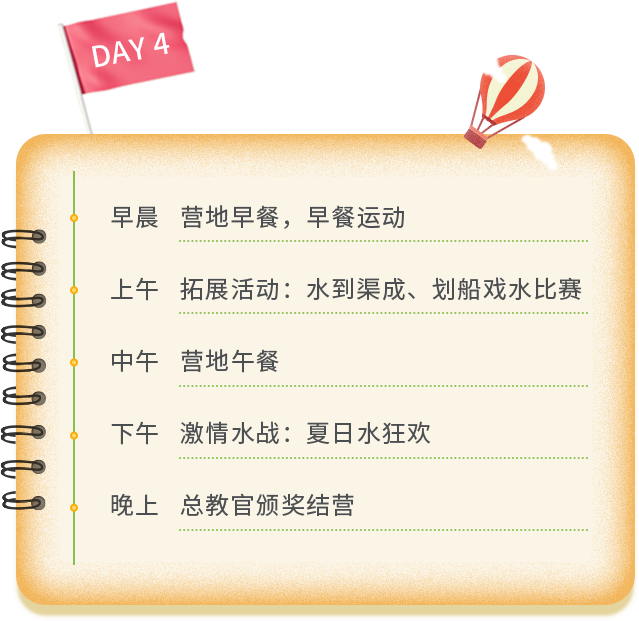 DAY 4
早晨 营地早餐，早餐运动
上午 拓展活动：水到渠成、划船戏水比赛
中午 营地午餐
下午 激情水战：夏日水狂欢
晚上 总教官颁奖结营